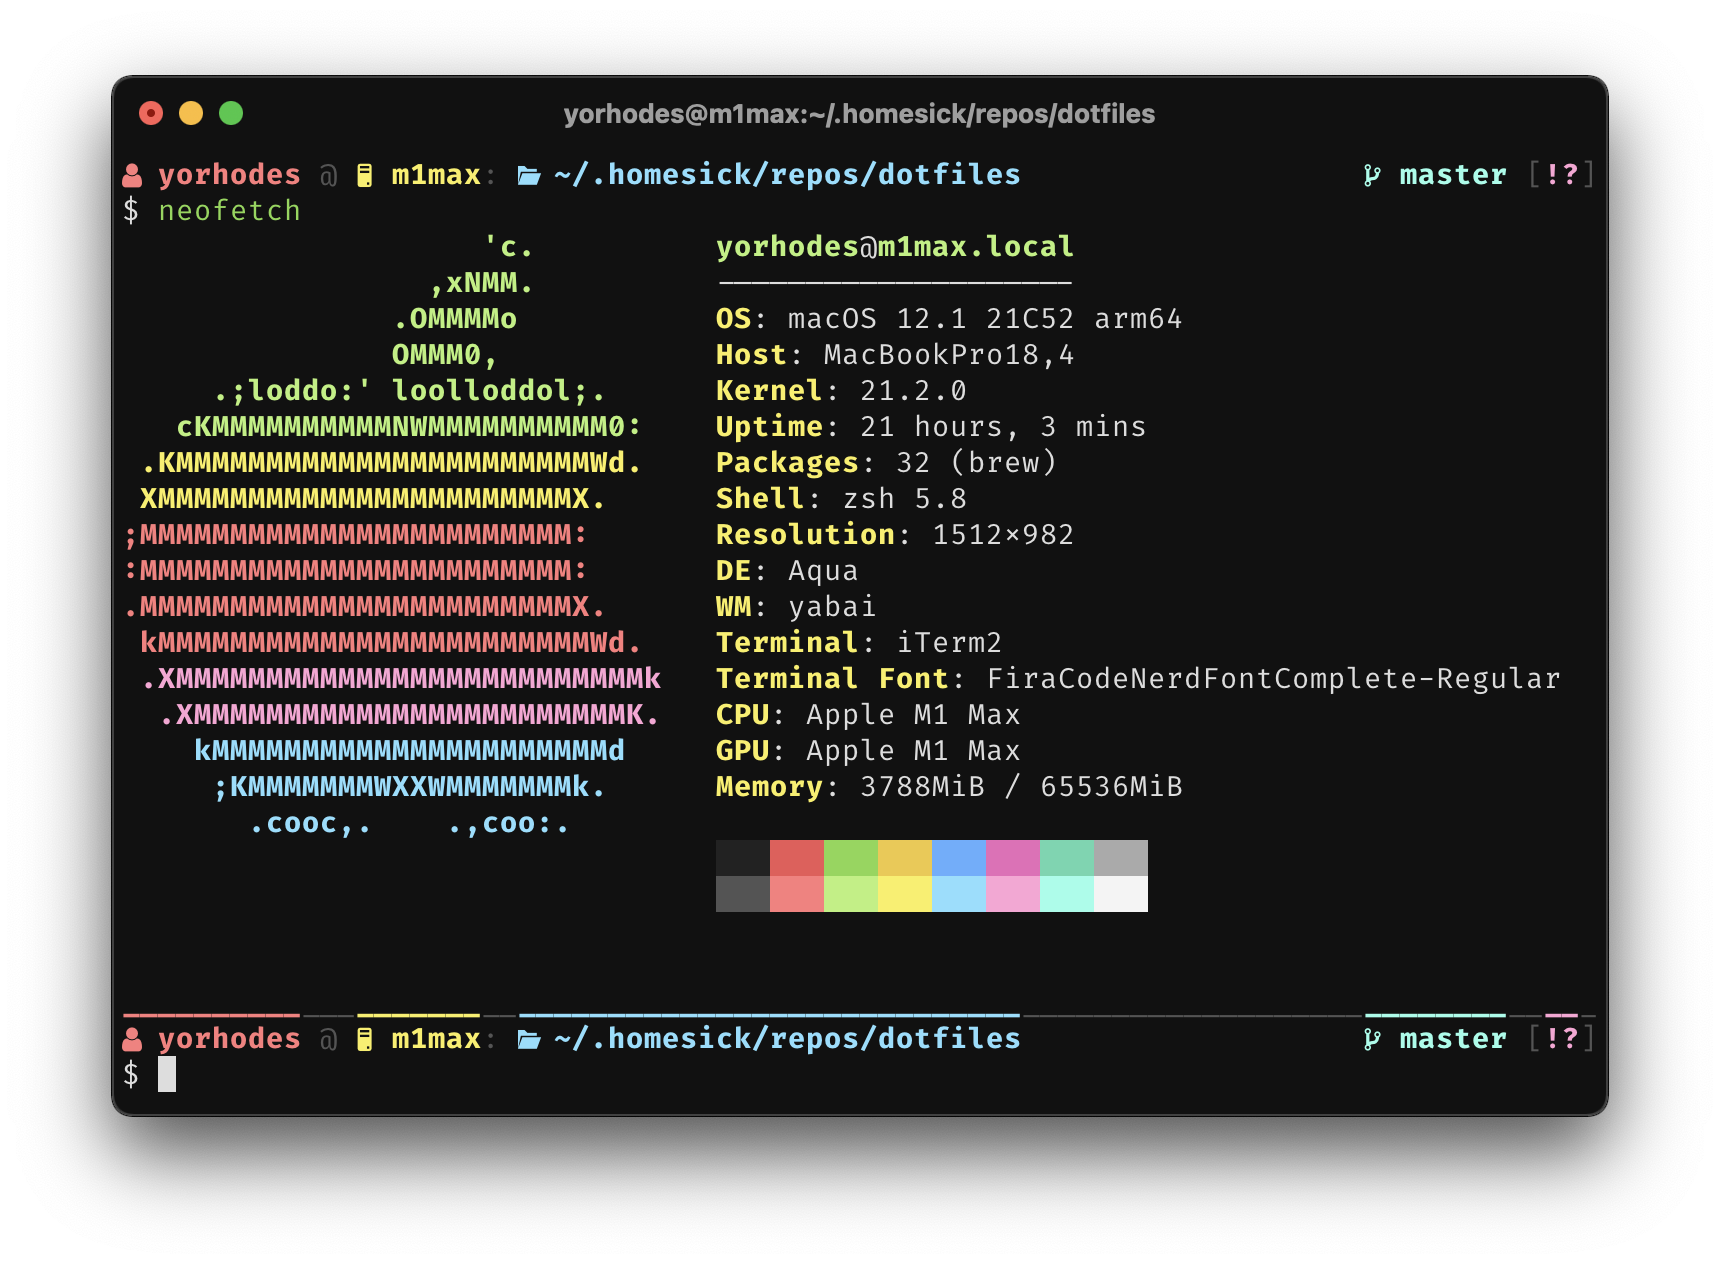 yorhodes@m1max:~/.homesick/repos/dotfiles
yorhodes @ m1max: ~/.homesick/repos/dotfiles master [!?]
$ neofetch
'c. yorhodes@m1max.local
,xNMM. --------------------
.OMMMMo OS: macOS 12.1 21C52 arm64
OMMM0, Host: MacBookPro18,4
.;loddo:' loolloddol;. Kernel: 21.2.0
cKMMMMMMMMMMNWMMMMMMMMMM0: Uptime: 21 hours, 3 mins
.KMMMMMMMMMMMMMMMMMMMMMMMWd. Packages: 32 (brew)
XMMMMMMMMMMMMMMMMMMMMMMMX. Shell: zsh 5.8
;MMMMMMMMMMMMMMMMMMMMMMMM: Resolution: 1512×982
:MMMMMMMMMMMMMMMMMMMMMMMM: DE: Aqua
.MMMMMMMMMMMMMMMMMMMMMMMMX. WM: yabai
kMMMMMMMMMMMMMMMMMMMMMMMMWd. Terminal: iTerm2
.XMMMMMMMMMMMMMMMMMMMMMMMMMMk Terminal Font: FiraCodeNerdFontComplete-Regular
.XMMMMMMMMMMMMMMMMMMMMMMMMK. CPU: Apple M1 Max
kMMMMMMMMMMMMMMMMMMMMMMd GPU: Apple M1 Max
;KMMMMMMMWXXWMMMMMMMk. Memory: 3788MiB / 65536MiB
.cooc,. .,coo:.
yorhodes @ m1max: ~/.homesick/repos/dotfiles master [!?]
$